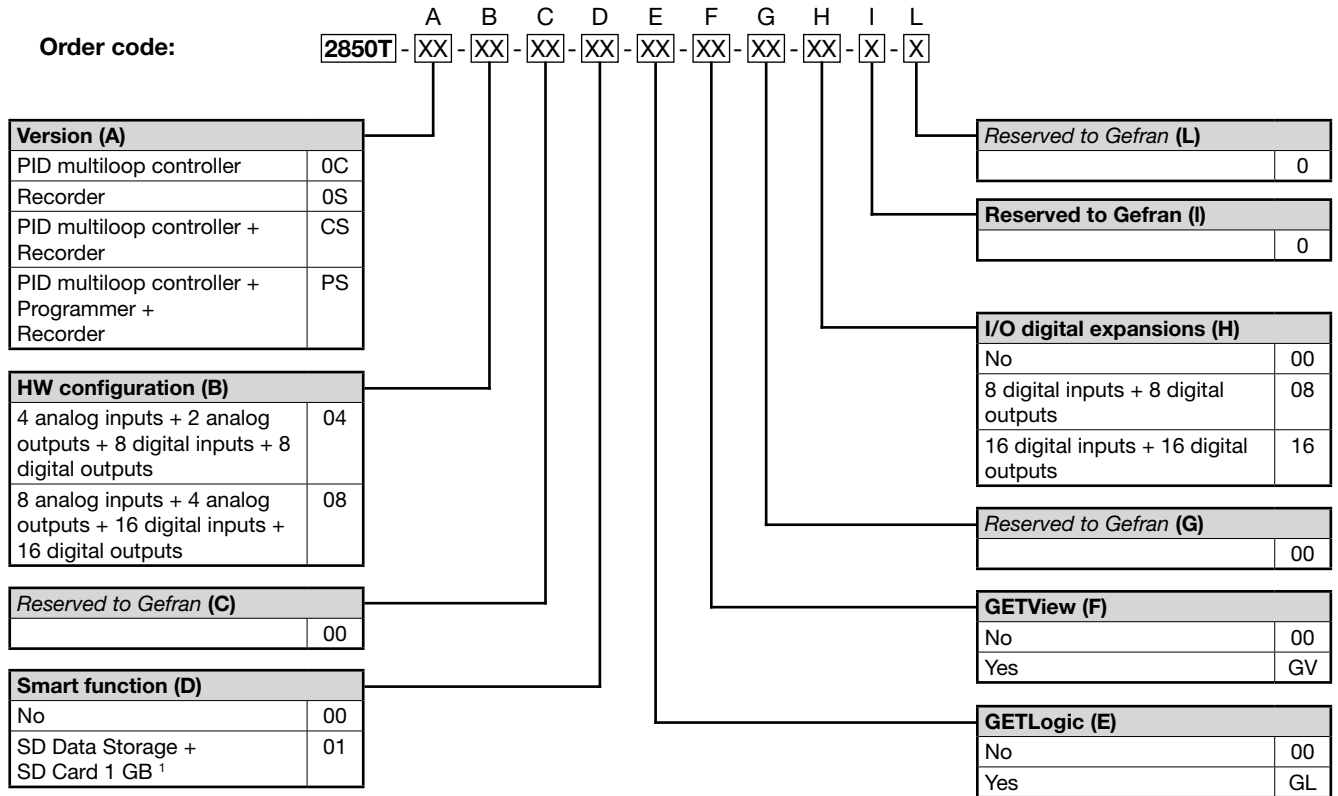 A B C D E F G H I L
Order code: 2850T - XX - XX - XX - XX - XX - XX - XX - XX - X - X
Version (A)
PID multiloop controller 0C
Recorder 0S
PID multiloop controller + CS
Recorder
PID multiloop controller + PS
Programmer +
Recorder
HW configuration (B)
4 analog inputs + 2 analog 04
outputs + 8 digital inputs + 8
digital outputs
8 analog inputs + 4 analog 08
outputs + 16 digital inputs +
16 digital outputs
Reserved to Gefran (C)
00
Smart function (D)
No 00
SD Data Storage + 01
SD Card 1 GB ¹
Reserved to Gefran (L)
0
Reserved to Gefran (I)
0
I/O digital expansions (H)
No 00
8 digital inputs + 8 digital 08
outputs
16 digital inputs + 16 digital 16
outputs
Reserved to Gefran (G)
00
GETView (F)
No 00
Yes GV
GETLogic (E)
No 00
Yes GL